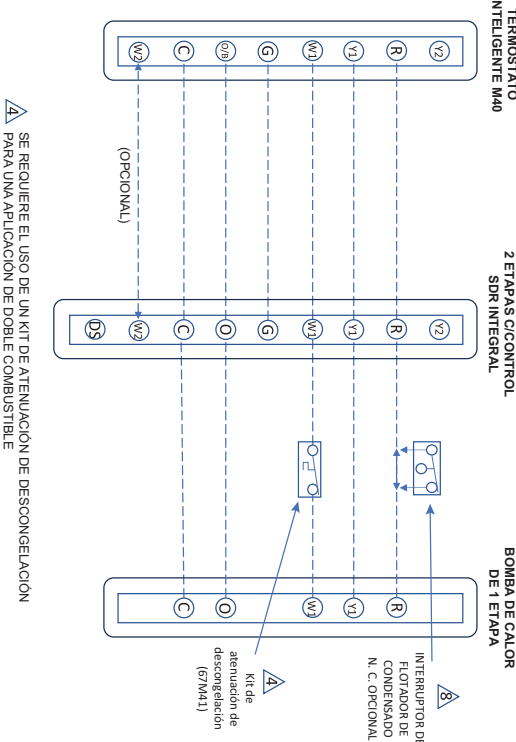 TERMOSTATO
NTELIGENTE M40
Y2
R
Y1
W1
G
O/B
C
W2
(OPCIONAL)
2 ETAPAS C/CONTROL
SDR INTEGRAL
Y2
R
Y1
W1
G
O
C
W2
DS
BOMBA DE CALOR
DE 1 ETAPA
R
Y1
W1
O
C
8
INTERRUPTOR DE
FLOTADOR DE
CONDENSADO
N. C. OPCIONAL
4
Kit de
atenuación de
descongelación
(67M41)
4
SE REQUIERE EL USO DE UN KIT DE ATENUACIÓN DE DESCONGELACIÓN
PARA UNA APLICACIÓN DE DOBLE COMBUSTIBLE